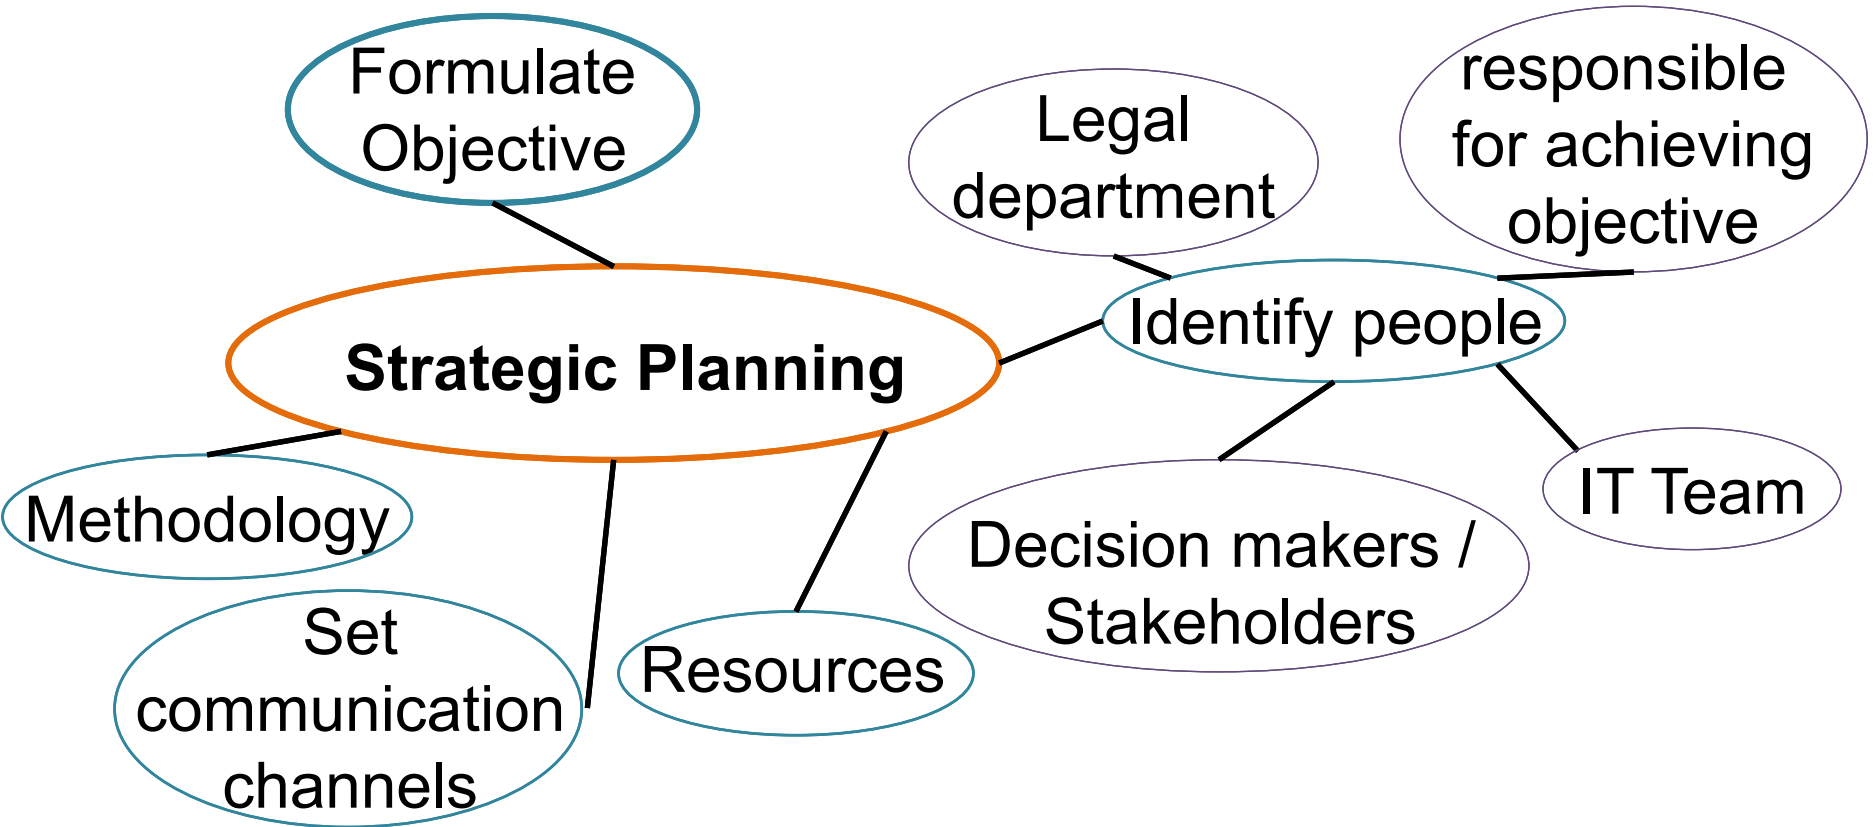 Formulate
Objective
Legal
department
responsible
for achieving
objective
Strategic Planning
Identify people
Methodology
Set
communication
channels
Resources
Decision makers /
Stakeholders
IT Team